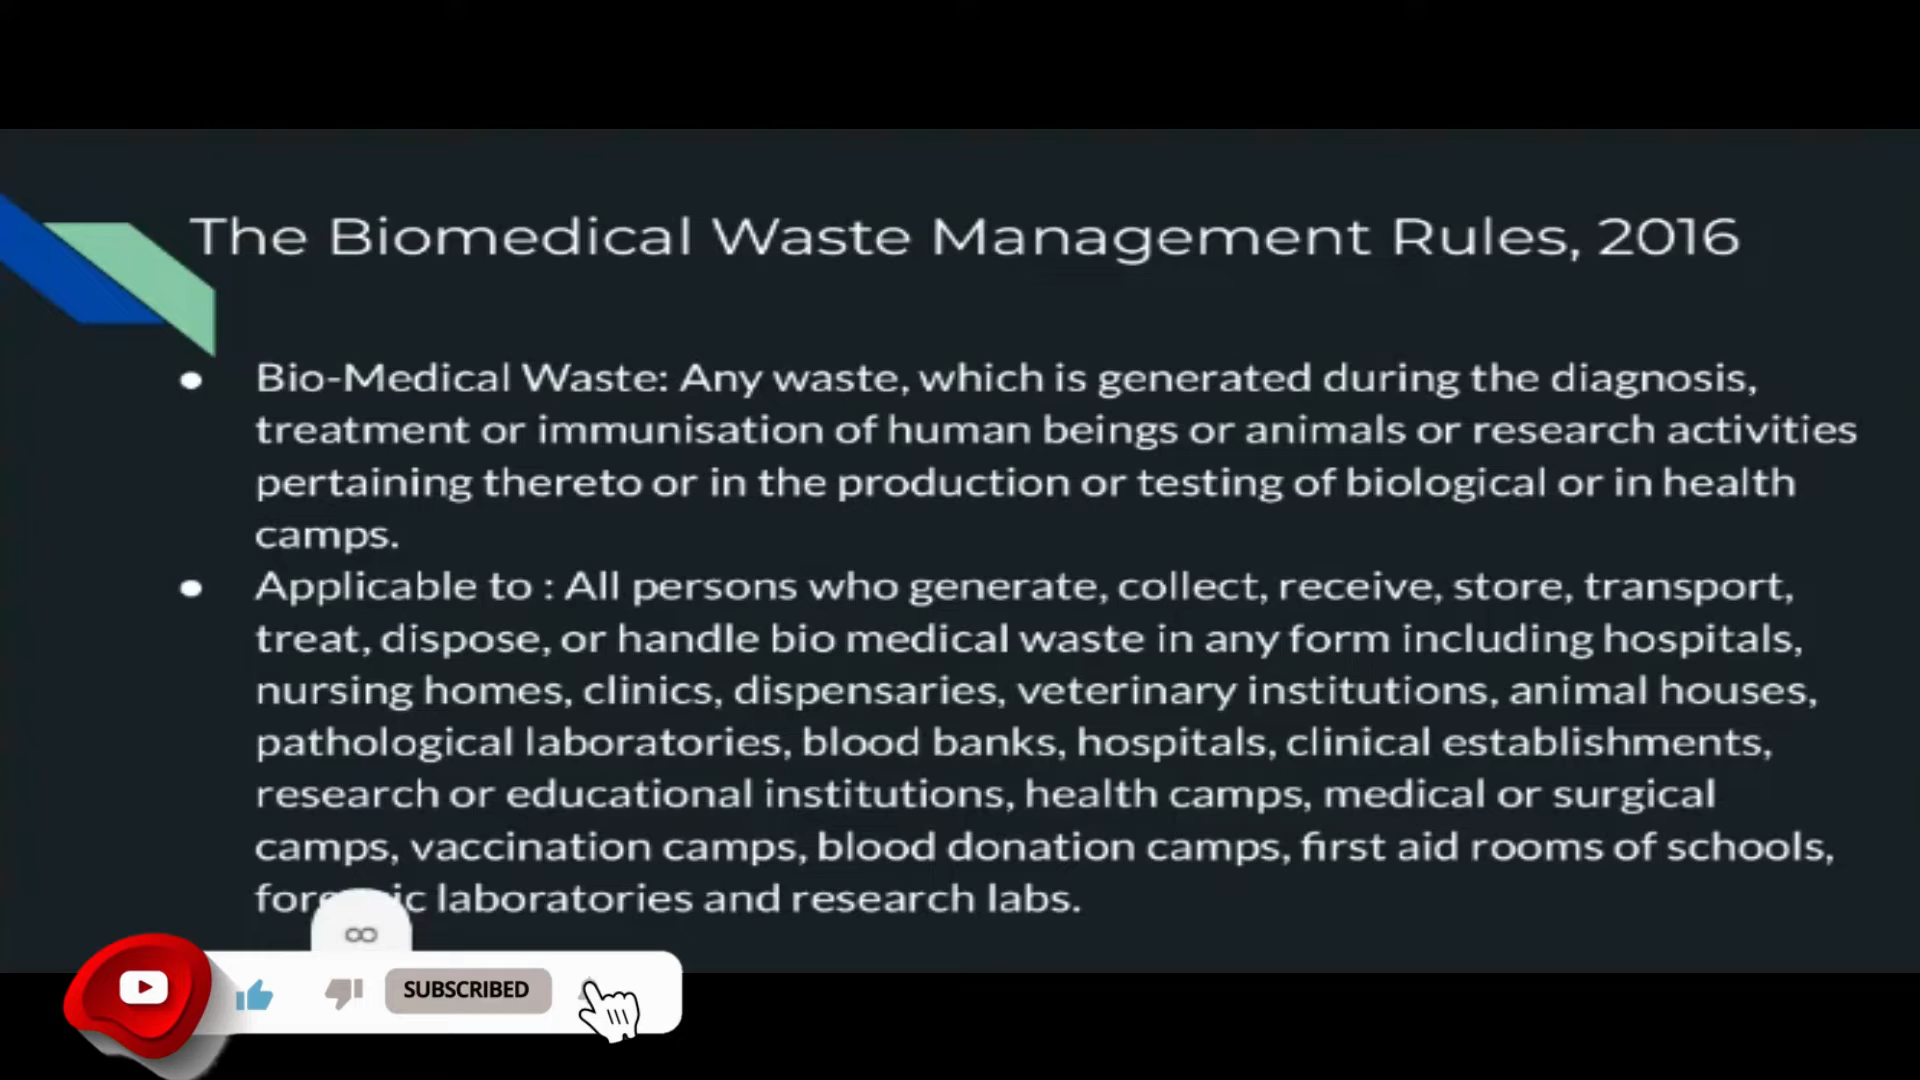 The Biomedical Waste Management Rules, 2016
● Bio-Medical Waste: Any waste, which is generated during the diagnosis,
treatment or immunisation of human beings or animals or research activities
pertaining thereto or in the production or testing of biological or in health
camps.
● Applicable to : All persons who generate, collect, receive, store, transport,
treat, dispose, or handle bio medical waste in any form including hospitals,
nursing homes, clinics, dispensaries, veterinary institutions, animal houses,
pathological laboratories, blood banks, hospitals, clinical establishments,
research or educational institutions, health camps, medical or surgical
camps, vaccination camps, blood donation camps, first aid rooms of schools,
laboratories and research labs.
SUBSCRIBED